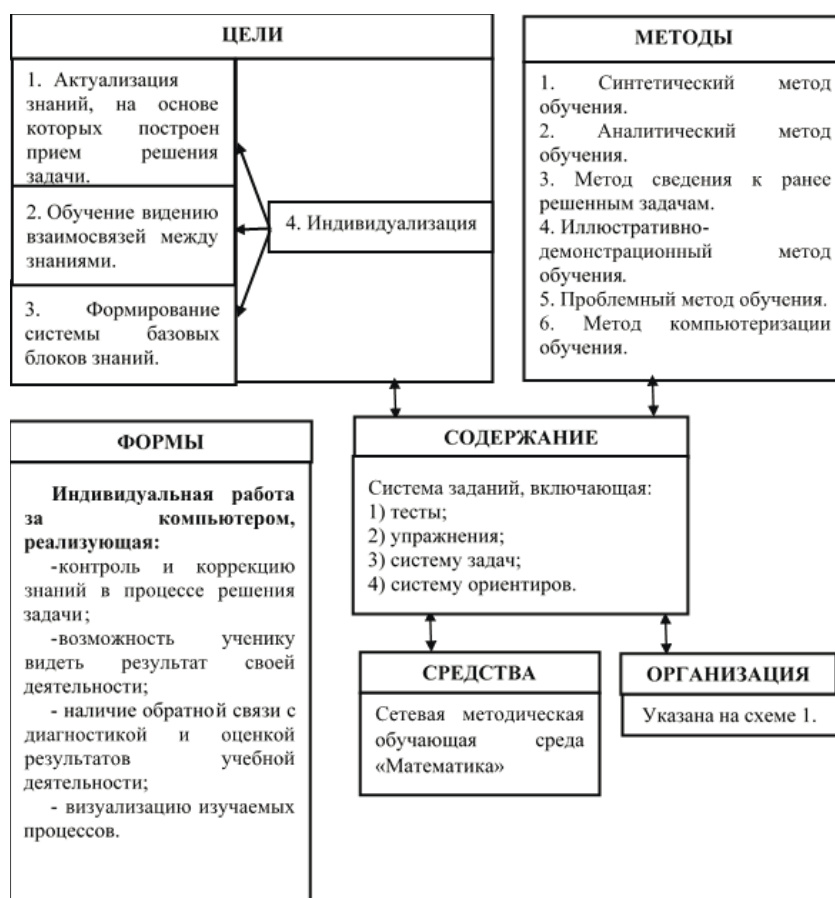 ЦЕЛИ
1. Актуализация
знаний, на основе
которых построен
прием решения
задачи.
2. Обучение видению
взаимосвязей между
знаниями.
3. Формирование
системы базовых
блоков знаний.
4. Индивидуализация
МЕТОДЫ
1. Синтетический метод
обучения.
2. Аналитический метод
обучения.
3. Метод сведения к ранее
решенным задачам.
4. Иллюстративно-
демонстрационный метод
обучения.
5. Проблемный метод обучения.
6. Метод компьютеризации
обучения.
ФОРМЫ
Индивидуальная работа
за компьютером,
реализующая:
-контроль и коррекцию
знаний в процессе решения
задачи;
-возможность ученику
видеть результат своей
деятельности;
- наличие обратной связи с
диагностикой и оценкой
результатов учебной
деятельности;
- визуализацию изучаемых
процессов.
СОДЕРЖАНИЕ
Система заданий, включающая:
1) тесты;
2) упражнения;
3) систему задач;
4) систему ориентиров.
СРЕДСТВА
Сетевая методическая
обучающая среда
«Математика»
ОРГАНИЗАЦИЯ
Указана на схеме 1.